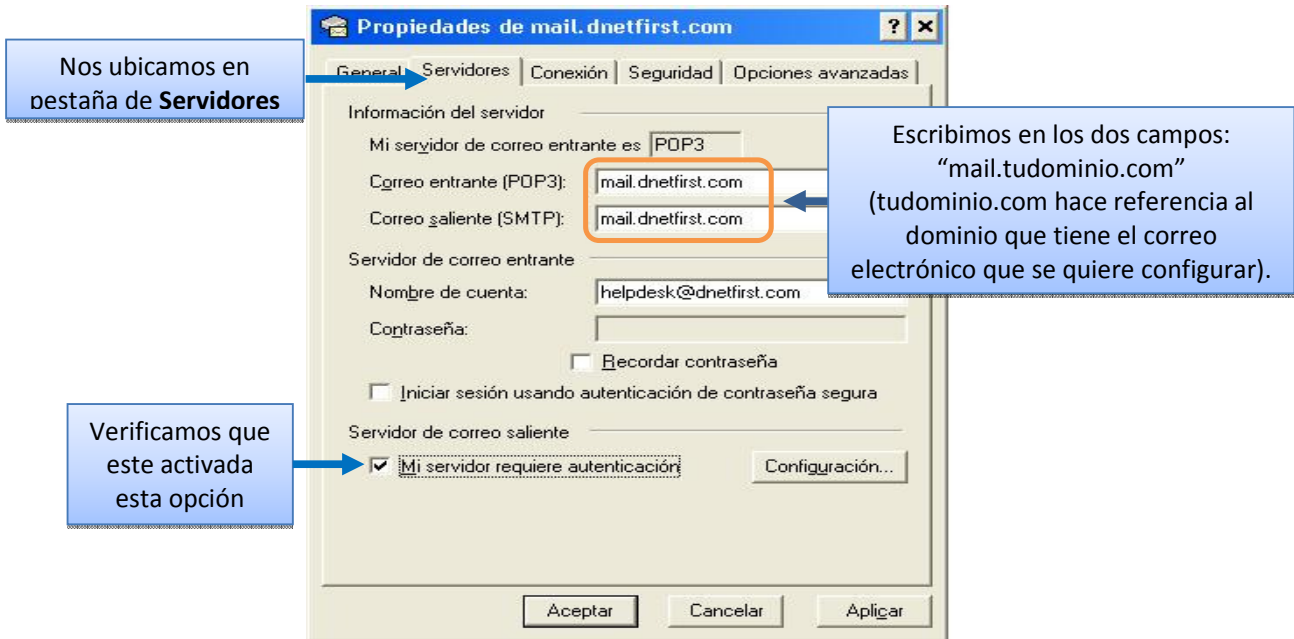 Propiedades de mail.dnetfirst.com
General Servidores Conexión Seguridad Opciones avanzadas
Nos ubicamos en
pestaña de Servidores
Información del servidor
Mi servidor de correo entrante es POP3
Correo entrante (POP3): mail.dnetfirst.com
Correo saliente (SMTP): mail.dnetfirst.com
Escribimos en los dos campos:
“mail.tudominio.com”
(tudominio.com hace referencia al
dominio que tiene el correo
electrónico que se quiere configurar).
Servidor de correo entrante
Nombre de cuenta: helpdesk@dnetfirst.com
Contraseña:
Recordar contraseña
Iniciar sesión usando autenticación de contraseña segura
Servidor de correo saliente
Mi servidor requiere autenticación Configuración...
Verificamos que
este activada
esta opción
Aceptar Cancelar Aplicar